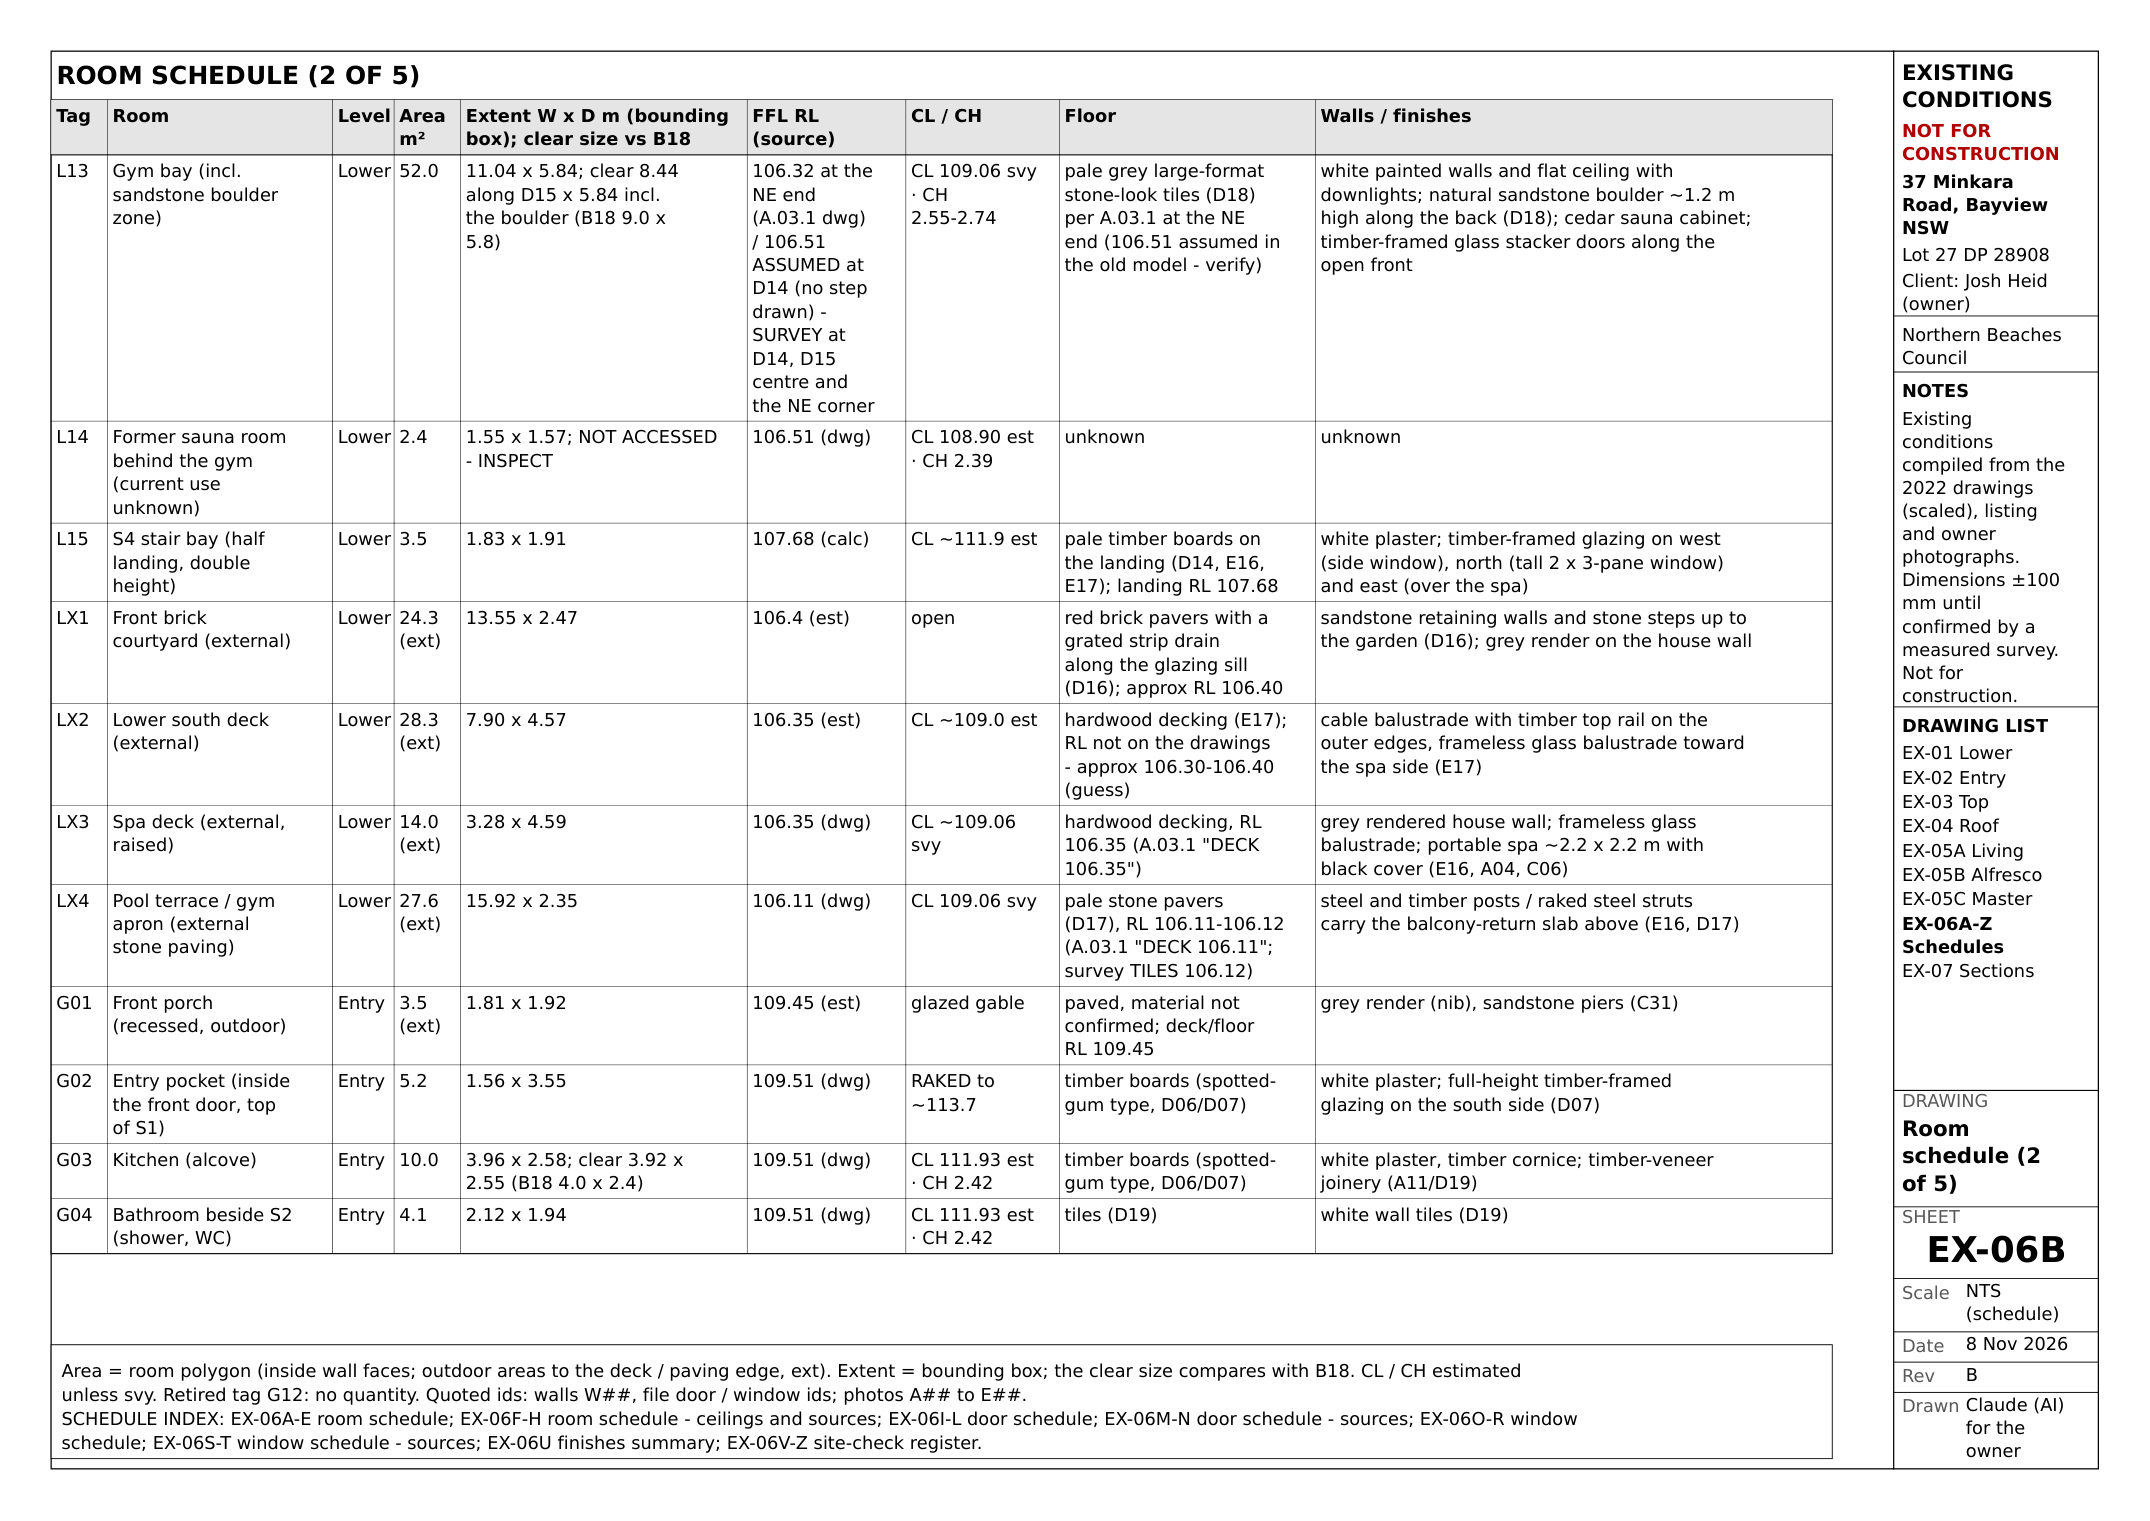 ROOM SCHEDULE (2 OF 5)
Tag Room Level Area m² Extent W x D m (bounding box); clear size vs B18 FFL RL (source) CL / CH Floor Walls / finishes
L13
Gym bay (incl.
sandstone boulder
zone)
Lower
52.0
11.04 x 5.84; clear 8.44
along D15 x 5.84 incl.
the boulder (B18 9.0 x
5.8)
106.32 at the
NE end
(A.03.1 dwg)
/ 106.51
ASSUMED at
D14 (no step
drawn) -
SURVEY at
D14, D15
centre and
the NE corner
CL 109.06 svy
· CH
2.55-2.74
pale grey large-format
stone-look tiles (D18)
per A.03.1 at the NE
end (106.51 assumed in
the old model - verify)
white painted walls and flat ceiling with
downlights; natural sandstone boulder ~1.2 m
high along the back (D18); cedar sauna cabinet;
timber-framed glass stacker doors along the
open front
L14
Former sauna room
behind the gym
(current use
unknown)
Lower
2.4
1.55 x 1.57; NOT ACCESSED
- INSPECT
106.51 (dwg)
CL 108.90 est
· CH 2.39
unknown
unknown
L15
S4 stair bay (half
landing, double
height)
Lower
3.5
1.83 x 1.91
107.68 (calc)
CL ~111.9 est
pale timber boards on
the landing (D14, E16,
E17); landing RL 107.68
white plaster; timber-framed glazing on west
(side window), north (tall 2 x 3-pane window)
and east (over the spa)
LX1
Front brick
courtyard (external)
Lower
24.3
(ext)
13.55 x 2.47
106.4 (est)
open
red brick pavers with a
grated strip drain
along the glazing sill
(D16); approx RL 106.40
sandstone retaining walls and stone steps up to
the garden (D16); grey render on the house wall
LX2
Lower south deck
(external)
Lower
28.3
(ext)
7.90 x 4.57
106.35 (est)
CL ~109.0 est
hardwood decking (E17);
RL not on the drawings
- approx 106.30-106.40
(guess)
cable balustrade with timber top rail on the
outer edges, frameless glass balustrade toward
the spa side (E17)
LX3
Spa deck (external,
raised)
Lower
14.0
(ext)
3.28 x 4.59
106.35 (dwg)
CL ~109.06
svy
hardwood decking, RL
106.35 (A.03.1 "DECK
106.35")
grey rendered house wall; frameless glass
balustrade; portable spa ~2.2 x 2.2 m with
black cover (E16, A04, C06)
LX4
Pool terrace / gym
apron (external
stone paving)
Lower
27.6
(ext)
15.92 x 2.35
106.11 (dwg)
CL 109.06 svy
pale stone pavers
(D17), RL 106.11-106.12
(A.03.1 "DECK 106.11";
survey TILES 106.12)
steel and timber posts / raked steel struts
carry the balcony-return slab above (E16, D17)
G01
Front porch
(recessed, outdoor)
Entry
3.5
(ext)
1.81 x 1.92
109.45 (est)
glazed gable
paved, material not
confirmed; deck/floor
RL 109.45
grey render (nib), sandstone piers (C31)
G02
Entry pocket (inside
the front door, top
of S1)
Entry
5.2
1.56 x 3.55
109.51 (dwg)
RAKED to
~113.7
timber boards (spotted-
gum type, D06/D07)
white plaster; full-height timber-framed
glazing on the south side (D07)
G03
Kitchen (alcove)
Entry
10.0
3.96 x 2.58; clear 3.92 x
2.55 (B18 4.0 x 2.4)
109.51 (dwg)
CL 111.93 est
· CH 2.42
timber boards (spotted-
gum type, D06/D07)
white plaster, timber cornice; timber-veneer
joinery (A11/D19)
G04
Bathroom beside S2
(shower, WC)
Entry
4.1
2.12 x 1.94
109.51 (dwg)
CL 111.93 est
· CH 2.42
tiles (D19)
white wall tiles (D19)
Area = room polygon (inside wall faces; outdoor areas to the deck / paving edge, ext). Extent = bounding box; the clear size compares with B18. CL / CH estimated
unless svy. Retired tag G12: no quantity. Quoted ids: walls W##, file door / window ids; photos A## to E##.
SCHEDULE INDEX: EX-06A-E room schedule; EX-06F-H room schedule - ceilings and sources; EX-06I-L door schedule; EX-06M-N door schedule - sources; EX-06O-R window
schedule; EX-06S-T window schedule - sources; EX-06U finishes summary; EX-06V-Z site-check register.
EXISTING
CONDITIONS
NOT FOR
CONSTRUCTION
37 Minkara
Road, Bayview
NSW
Lot 27 DP 28908
Client: Josh Heid
(owner)
Northern Beaches
Council
NOTES
Existing
conditions
compiled from the
2022 drawings
(scaled), listing
and owner
photographs.
Dimensions ±100
mm until
confirmed by a
measured survey.
Not for
construction.
DRAWING LIST
EX-01 Lower
EX-02 Entry
EX-03 Top
EX-04 Roof
EX-05A Living
EX-05B Alfresco
EX-05C Master
EX-06A-Z
Schedules
EX-07 Sections
DRAWING
Room
schedule (2
of 5)
SHEET
EX-06B
Scale NTS
(schedule)
Date 8 Nov 2026
Rev B
Drawn Claude (AI)
for the
owner